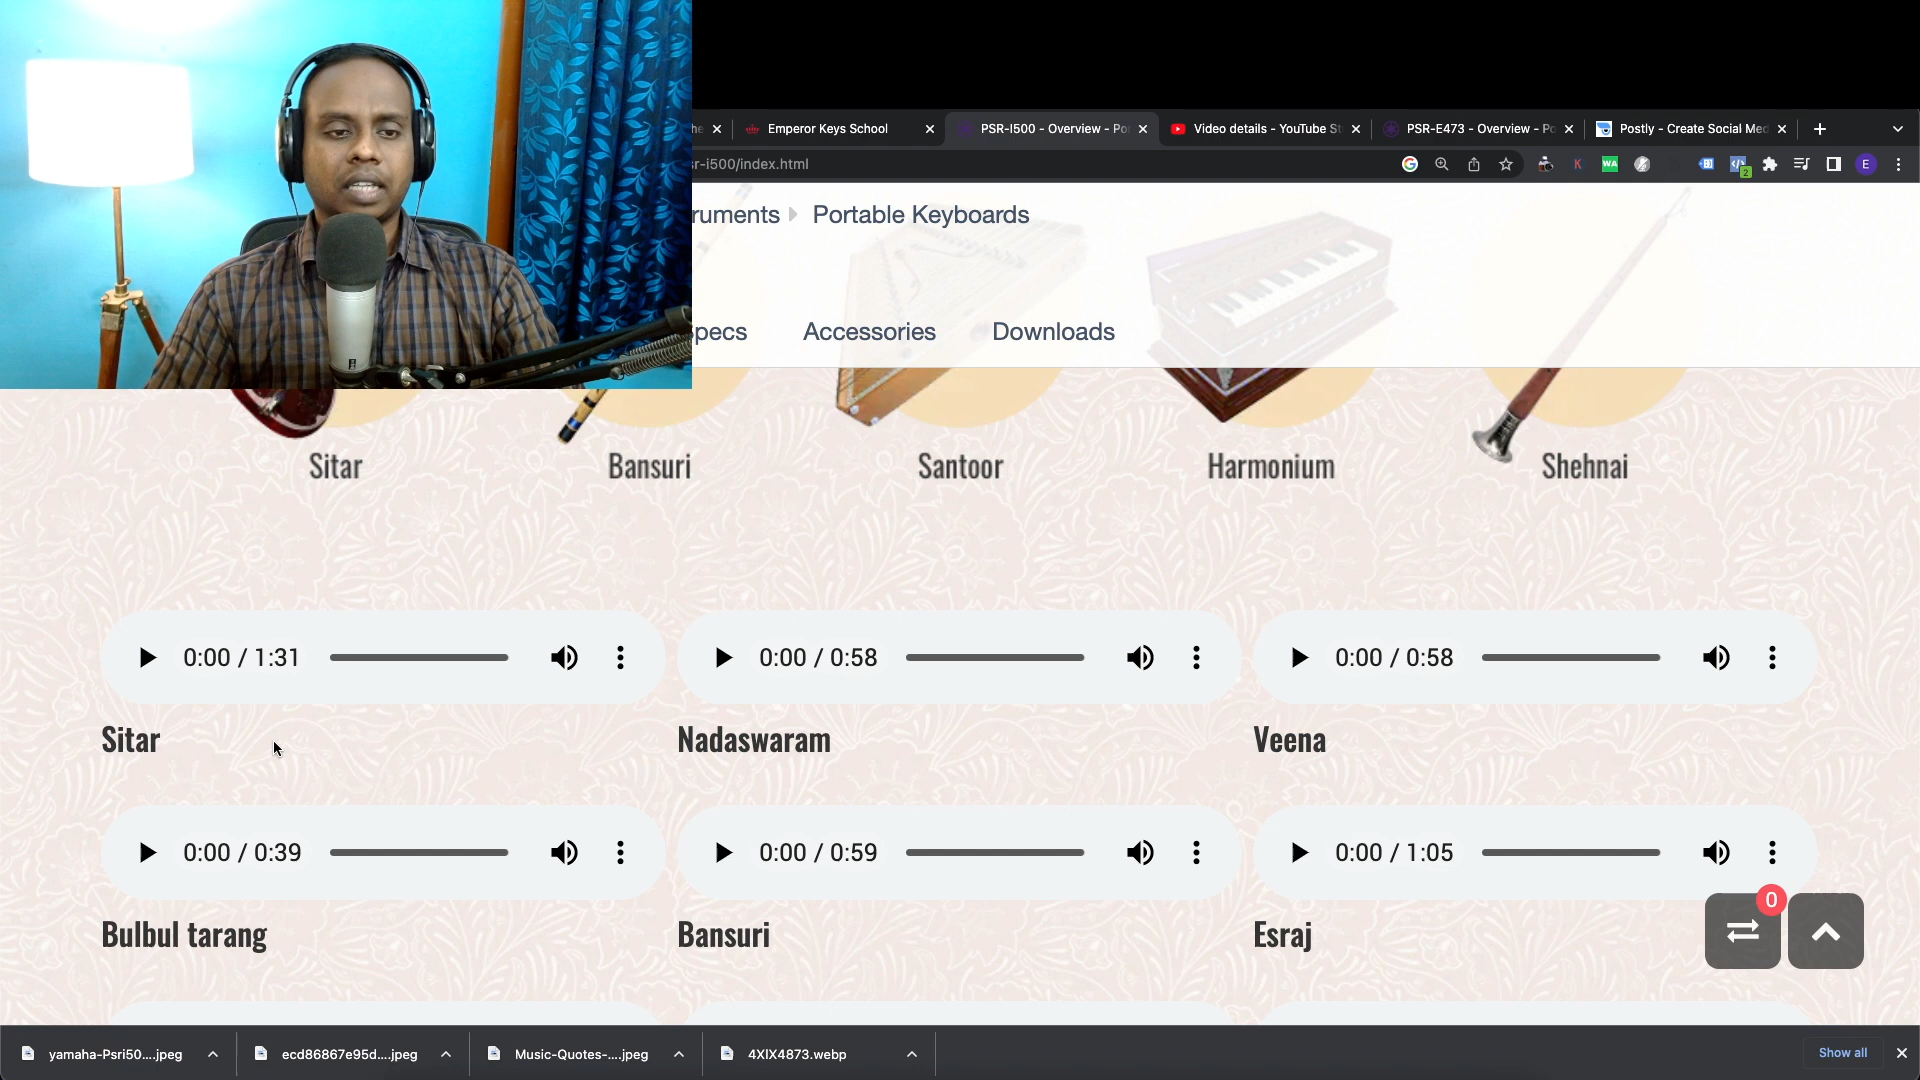 he
Emperor Keys School
PSR-I500 - Overview - Po
Video details - YouTube St
PSR-E473 - Overview - Po
Postly - Create Social Med
sr-i500/index.html
K
WA
2
E
ruments
Portable Keyboards
Specs
Accessories
Downloads
Sitar
Bansuri
Santoor
Harmonium
Shehnai
0:00 / 1:31
0:00 / 0:58
0:00 / 0:58
Sitar
Nadaswaram
Veena
0:00 / 0:39
0:00 / 0:59
0:00 / 1:05
0
Bulbul tarang
Bansuri
Esraj
yamaha-Psri50....jpeg
ecd86867e95d....jpeg
Music-Quotes-....jpeg
4XIX4873.webp
Show all